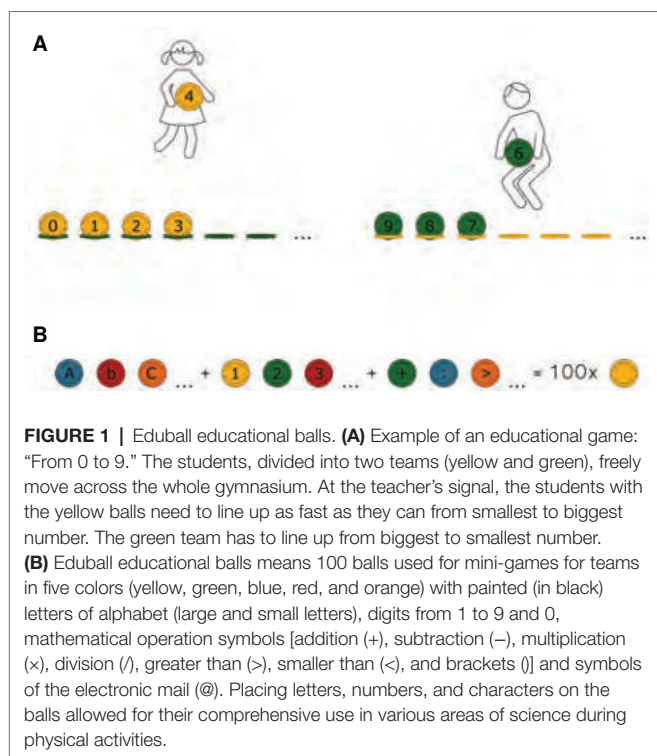 A
4
6
0 1 2 3 ...
9 8 7 ...
B
A b C ... + 1 2 3 ... + + : > ... = 100x
FIGURE 1 | Eduball educational balls. (A) Example of an educational game:
“From 0 to 9.” The students, divided into two teams (yellow and green), freely
move across the whole gymnasium. At the teacher’s signal, the students with
the yellow balls need to line up as fast as they can from smallest to biggest
number. The green team has to line up from biggest to smallest number.
(B) Eduball educational balls means 100 balls used for mini-games for teams
in five colors (yellow, green, blue, red, and orange) with painted (in black)
letters of alphabet (large and small letters), digits from 1 to 9 and 0,
mathematical operation symbols [addition (+), subtraction (−), multiplication
(×), division (/), greater than (>), smaller than (<), and brackets ()] and symbols
of the electronic mail (@). Placing letters, numbers, and characters on the
balls allowed for their comprehensive use in various areas of science during
physical activities.